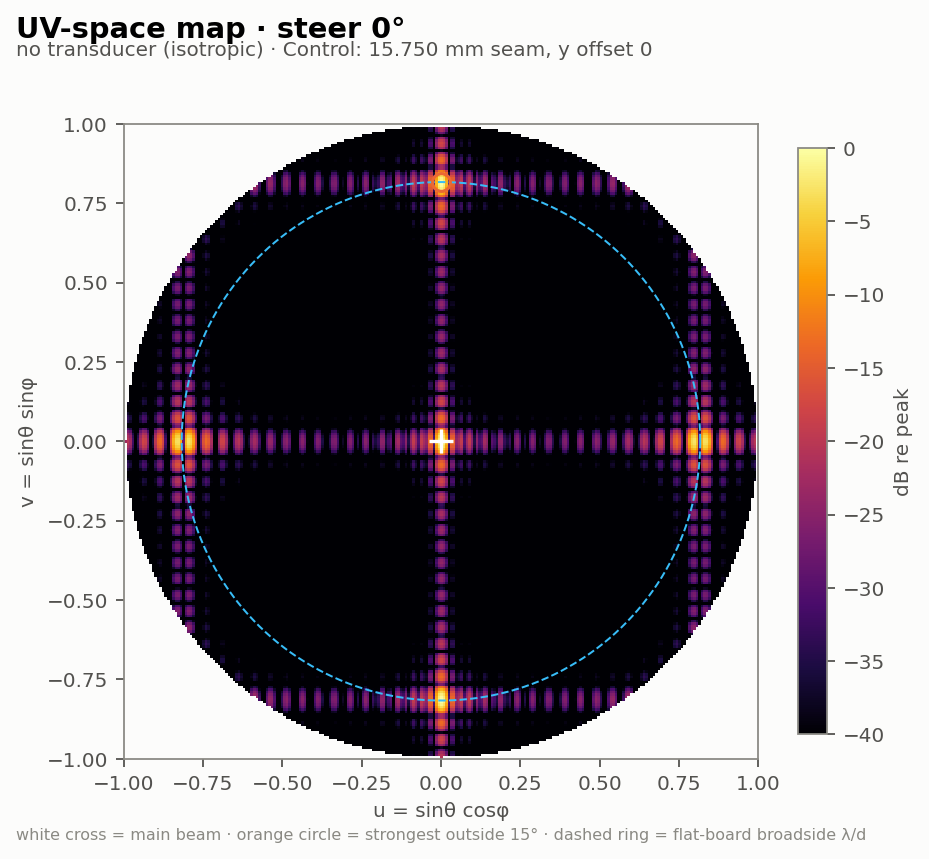 UV-space map · steer 0°
no transducer (isotropic) · Control: 15.750 mm seam, y offset 0
1.00
0.75
0.50
0.25
0.00
−0.25
−0.50
−0.75
−1.00
v = sinθ sinφ
−1.00 −0.75 −0.50 −0.25 0.00 0.25 0.50 0.75 1.00
u = sinθ cosφ
0
−5
−10
−15
−20
−25
−30
−35
−40
dB re peak
white cross = main beam · orange circle = strongest outside 15° · dashed ring = flat-board broadside λ/d